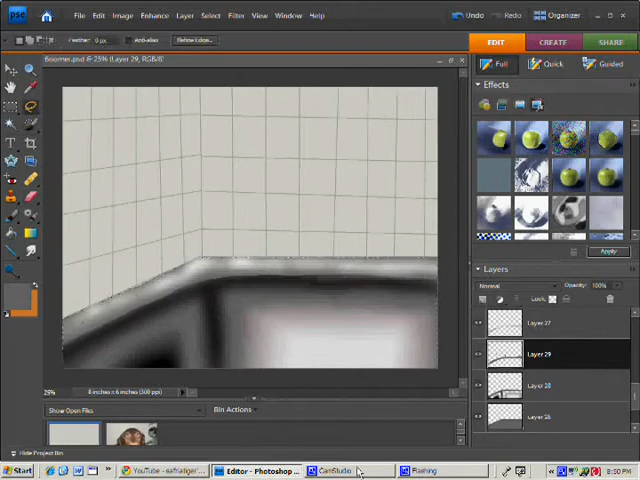 pse File Edit Image Enhance Layer Select Filter View Window Help Undo Redo Organizer
Feather: 0 px Anti-alias Refine Edge... EDIT CREATE SHARE
Boomer.psd @ 25% (Layer 29, RGB/8)
Full Quick Guided
Effects
Apply
Layers
Normal Opacity: 100%
Lock:
Layer 27
Layer 29
Layer 28
Layer 26
25% 8 inches x 6 inches (300 ppi)
Show Open Files Bin Actions
Hide Project Bin
Start YouTube - safnatiger... Editor - Photoshop ... CamStudio Flashing 8:50 PM